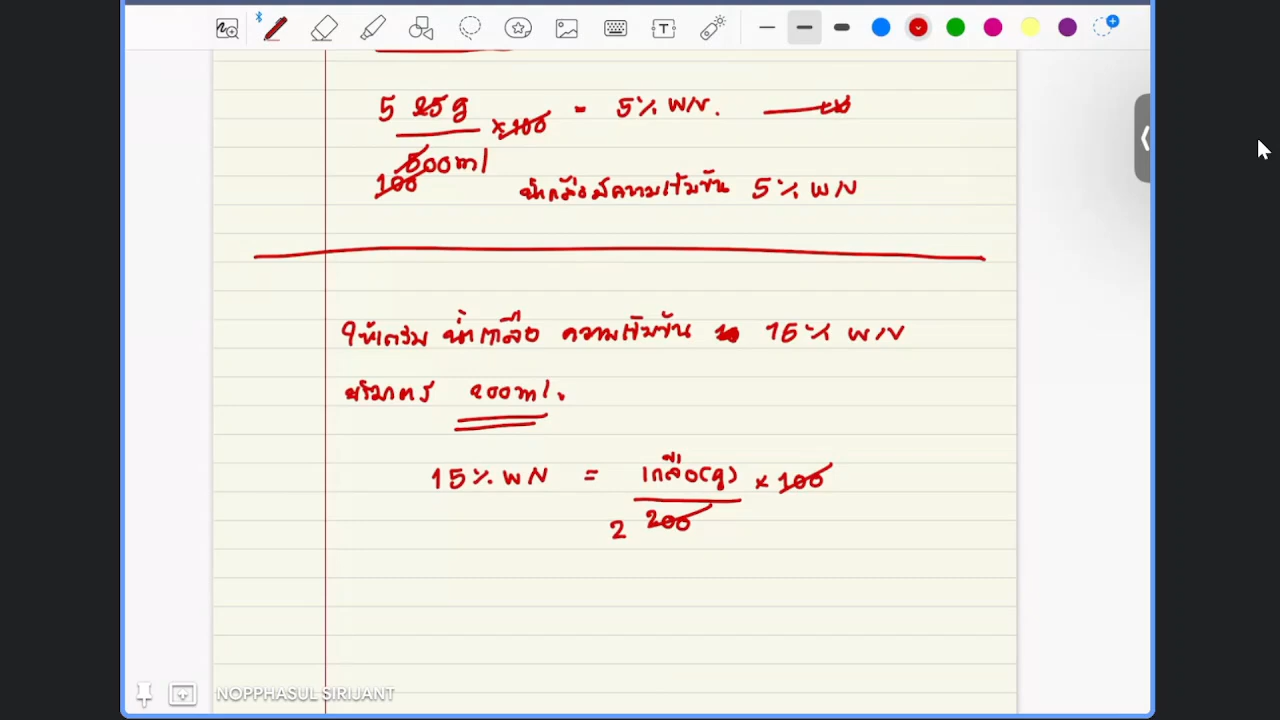 5 25g × 100 = 5% W/V.
500ml
100
น้ำเกลือมีความเข้มข้น 5% W/V
ให้เตรียม น้ำเกลือ ความเข้มข้น 15% W/V
ปริมาตร 200ml.
15% W/V = เกลือ(g) × 100
2 200
NOPPHASUL SIRIJANT